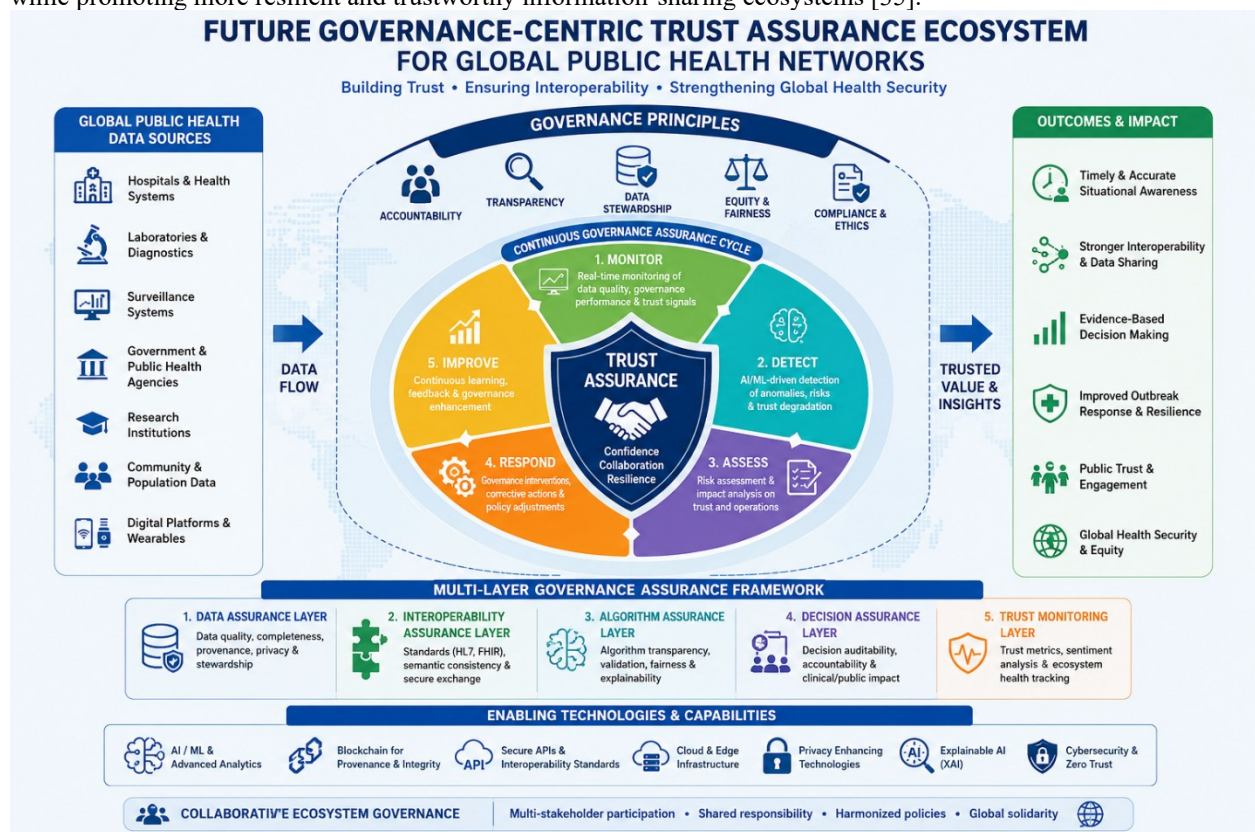 while promoting more resilient and trustworthy information-sharing ecosystems [35].
FUTURE GOVERNANCE-CENTRIC TRUST ASSURANCE ECOSYSTEM
FOR GLOBAL PUBLIC HEALTH NETWORKS
Building Trust • Ensuring Interoperability • Strengthening Global Health Security
GLOBAL PUBLIC HEALTH
DATA SOURCES
Hospitals & Health
Systems
Laboratories &
Diagnostics
Surveillance
Systems
Government &
Public Health
Agencies
Research
Institutions
Community &
Population Data
Digital Platforms &
Wearables
DATA
FLOW
GOVERNANCE PRINCIPLES
ACCOUNTABILITY
TRANSPARENCY
DATA
STEWARDSHIP
EQUITY &
FAIRNESS
COMPLIANCE &
ETHICS
CONTINUOUS GOVERNANCE ASSURANCE CYCLE
1. MONITOR
Real-time monitoring of
data quality, governance
performance & trust signals
2. DETECT
AI/ML-driven detection
of anomalies, risks
& trust degradation
3. ASSESS
Risk assessment &
impact analysis on
trust and operations
4. RESPOND
Governance interventions,
corrective actions &
policy adjustments
5. IMPROVE
Continuous learning,
feedback & governance
enhancement
TRUST
ASSURANCE
Confidence
Collaboration
Resilience
TRUSTED
VALUE &
INSIGHTS
OUTCOMES & IMPACT
Timely & Accurate
Situational Awareness
Stronger Interoperability
& Data Sharing
Evidence-Based
Decision Making
Improved Outbreak
Response & Resilience
Public Trust &
Engagement
Global Health Security
& Equity
MULTI-LAYER GOVERNANCE ASSURANCE FRAMEWORK
1. DATA ASSURANCE LAYER
Data quality, completeness,
provenance, privacy &
stewardship
2. INTEROPERABILITY
ASSURANCE LAYER
Standards (HL7, FHIR),
semantic consistency &
secure exchange
3. ALGORITHM ASSURANCE
LAYER
Algorithm transparency,
validation, fairness &
explainability
4. DECISION ASSURANCE
LAYER
Decision auditability,
accountability &
clinical/public impact
5. TRUST MONITORING
LAYER
Trust metrics, sentiment
analysis & ecosystem
health tracking
ENABLING TECHNOLOGIES & CAPABILITIES
AI / ML &
Advanced Analytics
Blockchain for
Provenance & Integrity
API
Secure APIs &
Interoperability Standards
Cloud & Edge
Infrastructure
Privacy Enhancing
Technologies
AI
Explainable AI
(XAI)
Cybersecurity &
Zero Trust
COLLABORATIVE ECOSYSTEM GOVERNANCE
Multi-stakeholder participation • Shared responsibility • Harmonized policies • Global solidarity